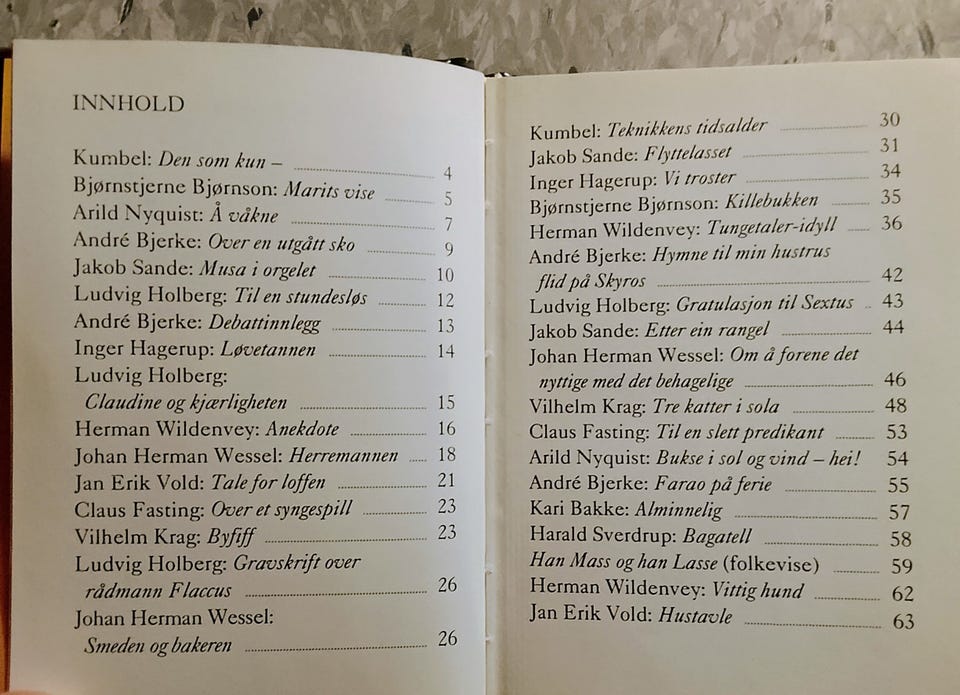 INNHOLD
Kumbel: Den som kun – 4
Bjørnstjerne Bjørnson: Marits vise 5
Arild Nyquist: Å våkne 7
André Bjerke: Over en utgått sko 9
Jakob Sande: Musa i orgelet 10
Ludvig Holberg: Til en stundesløs 12
André Bjerke: Debattinnlegg 13
Inger Hagerup: Løvetannen 14
Ludvig Holberg:
Claudine og kjærligheten 15
Herman Wildenvey: Anekdote 16
Johan Herman Wessel: Herremannen 18
Jan Erik Vold: Tale for loffen 21
Claus Fasting: Over et syngespill 23
Vilhelm Krag: Byfiff 23
Ludvig Holberg: Gravskrift over
rådmann Flaccus 26
Johan Herman Wessel:
Smeden og bakeren 26
Kumbel: Teknikkens tidsalder 30
Jakob Sande: Flyttelasset 31
Inger Hagerup: Vi troster 34
Bjørnstjerne Bjørnson: Killebukken 35
Herman Wildenvey: Tungetaler-idyll 36
André Bjerke: Hymne til min hustrus
flid på Skyros 42
Ludvig Holberg: Gratulasjon til Sextus 43
Jakob Sande: Etter ein rangel 44
Johan Herman Wessel: Om å forene det
nyttige med det behagelige 46
Vilhelm Krag: Tre katter i sola 48
Claus Fasting: Til en slett predikant 53
Arild Nyquist: Bukse i sol og vind – hei! 54
André Bjerke: Farao på ferie 55
Kari Bakke: Alminnelig 57
Harald Sverdrup: Bagatell 58
Han Mass og han Lasse (folkevise) 59
Herman Wildenvey: Vittig hund 62
Jan Erik Vold: Hustavle 63